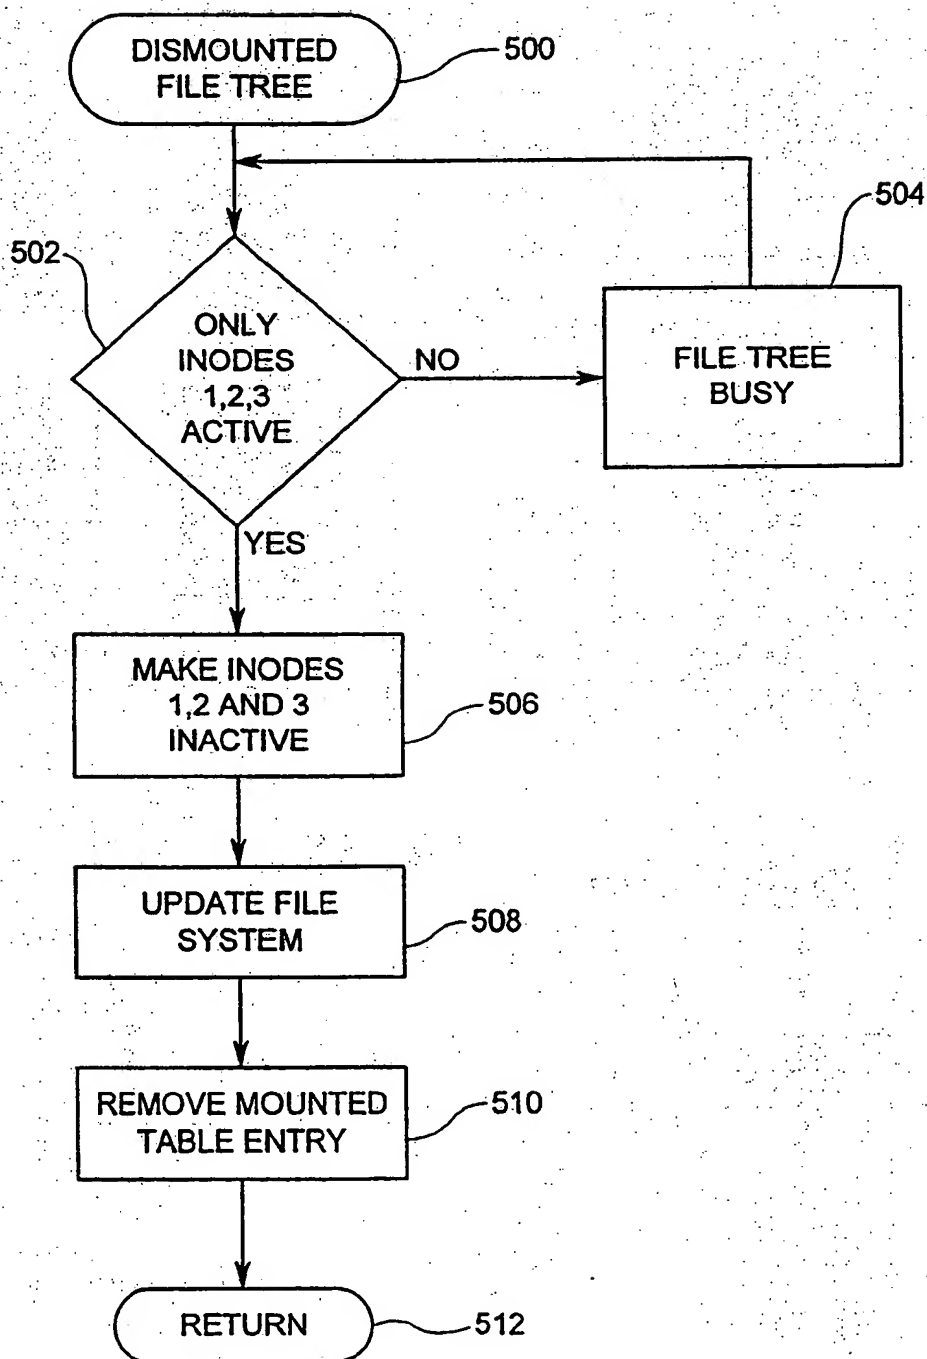 DISMOUNTED
FILE TREE
500
504
502
ONLY
INODES
1,2,3
ACTIVE
NO
FILE TREE
BUSY
YES
MAKE INODES
1,2 AND 3
INACTIVE
506
UPDATE FILE
SYSTEM
508
REMOVE MOUNTED
TABLE ENTRY
510
RETURN
512